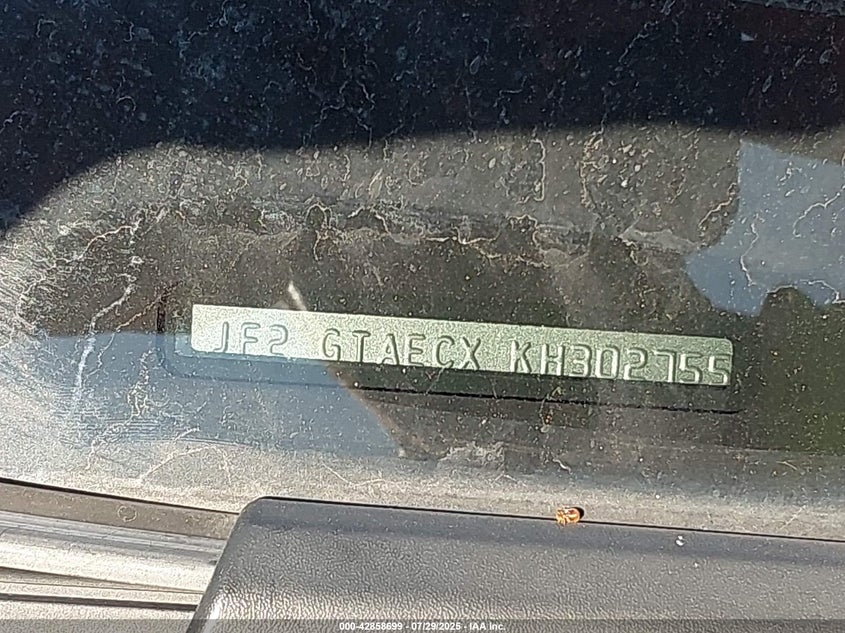 JF2 GTAECX KH302755
000-42858699 - 07/29/2025 - IAA Inc.